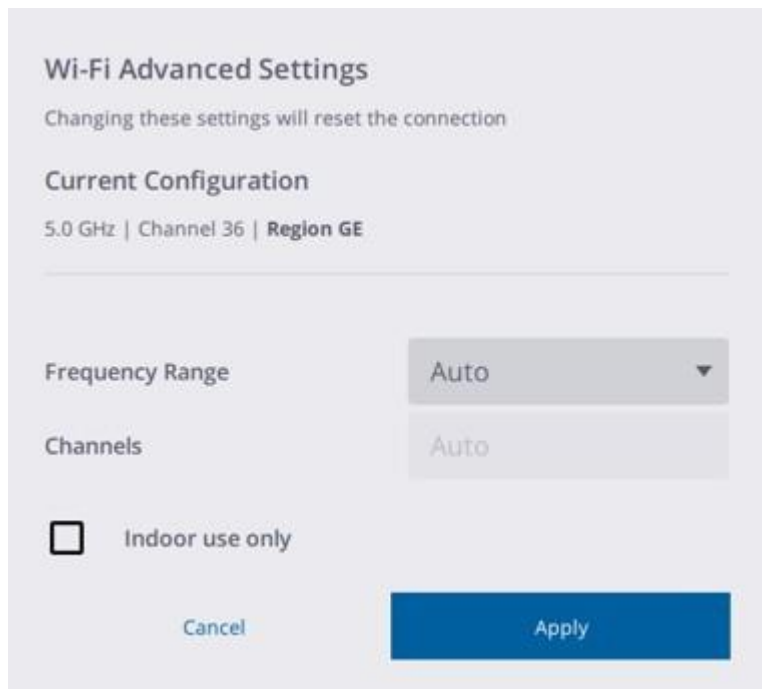 Wi-Fi Advanced Settings
Changing these settings will reset the connection
Current Configuration
5.0 GHz | Channel 36 | Region GE
Frequency Range Auto
Channels Auto
Indoor use only
Cancel Apply